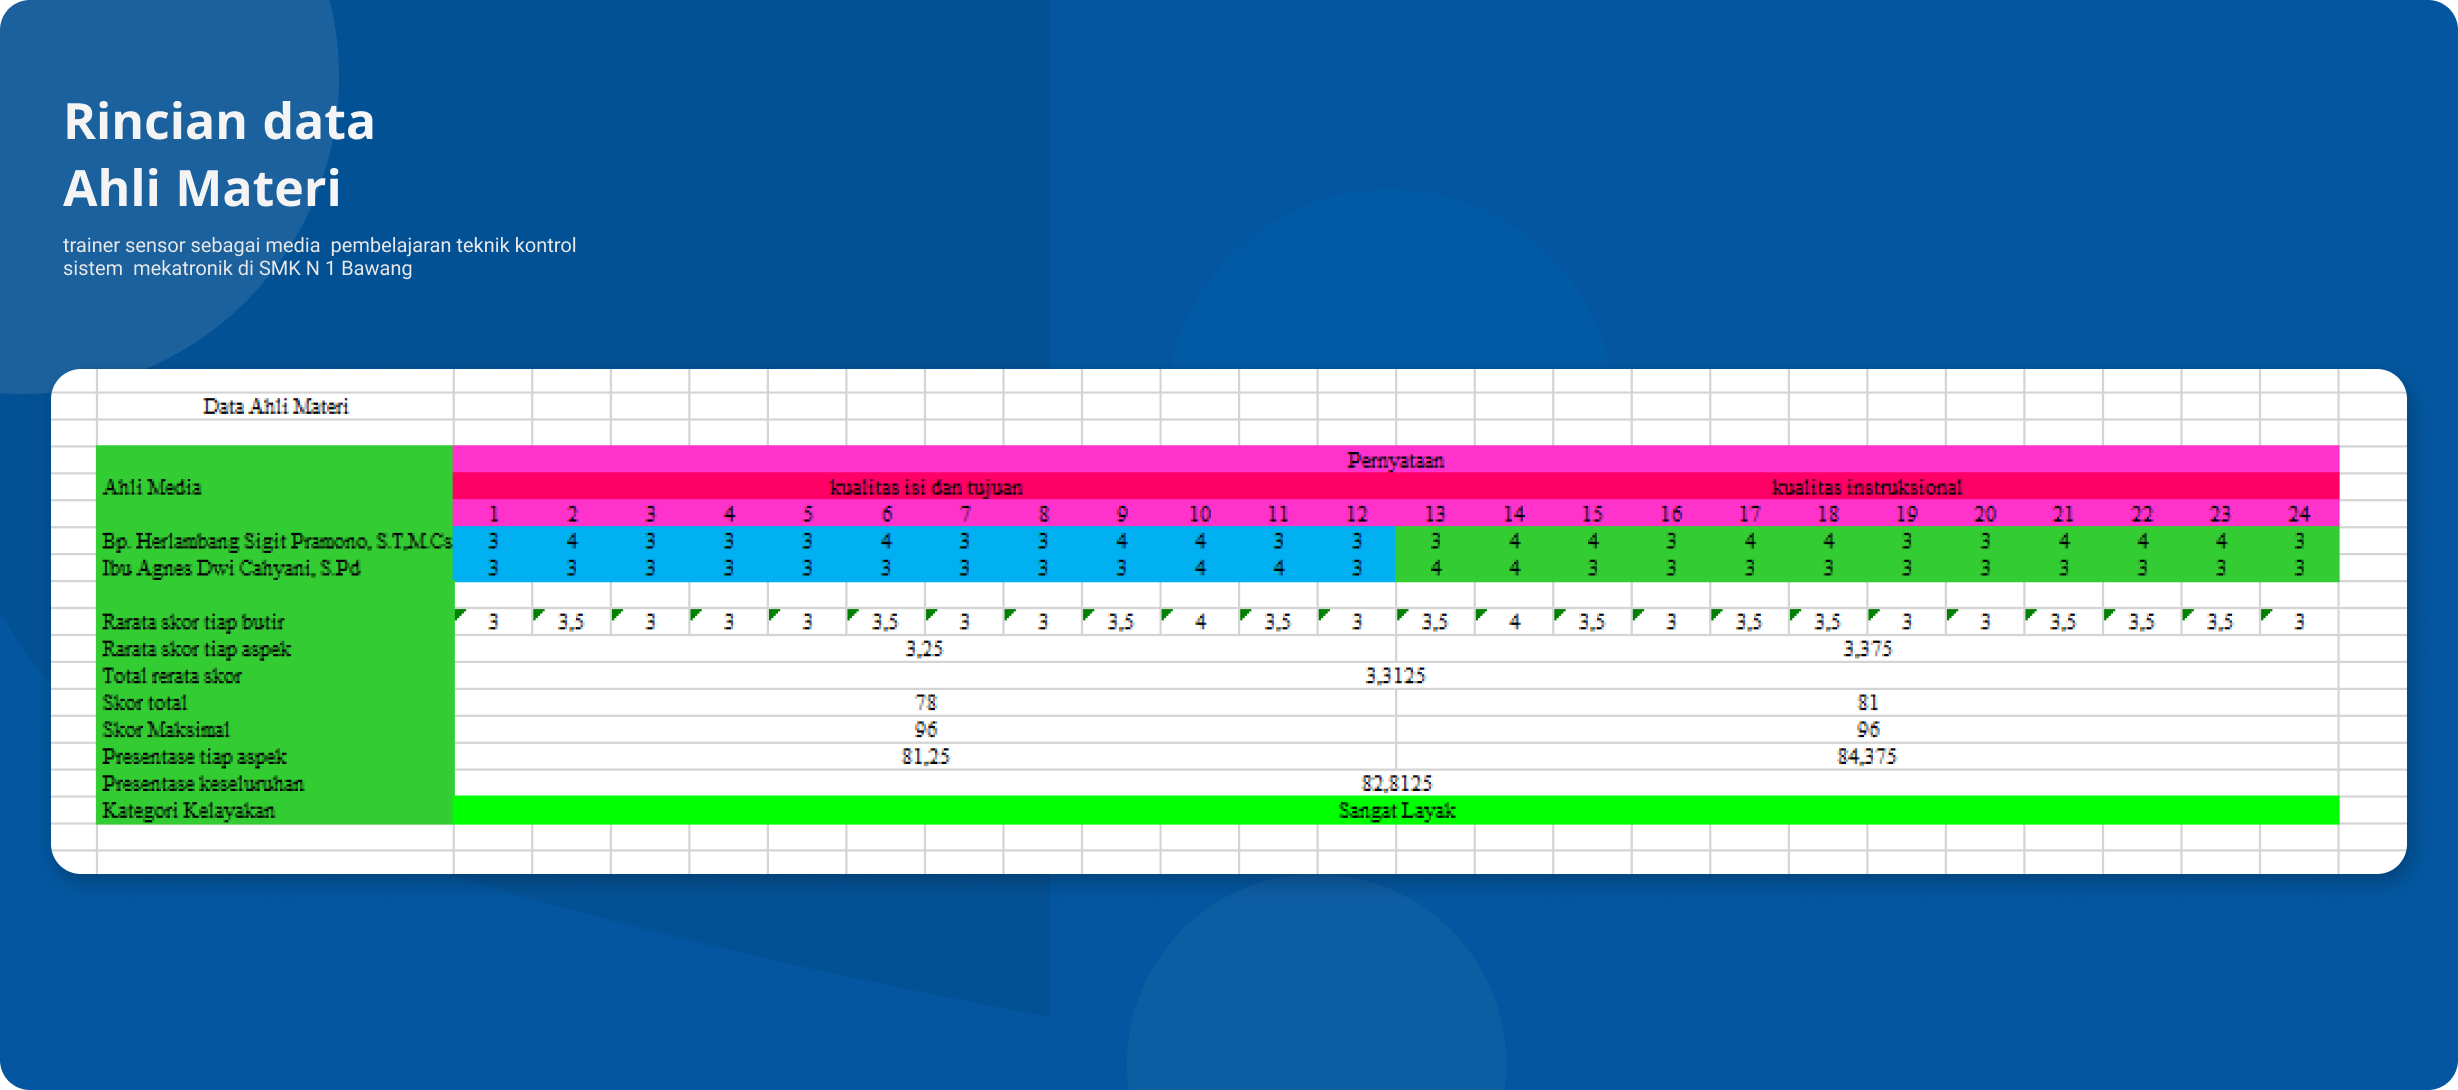 Rincian data
Ahli Materi
trainer sensor sebagai media pembelajaran teknik kontrol
sistem mekatronik di SMK N 1 Bawang
Data Ahli Materi
Pernyataan
Ahli Media kualitas isi dan tujuan kualitas instruksional
1 2 3 4 5 6 7 8 9 10 11 12 13 14 15 16 17 18 19 20 21 22 23 24
Bp. Herlambang Sigit Pramono, S.T,M.Cs 3 4 3 3 3 4 3 3 4 4 3 3 3 4 4 3 4 4 3 3 4 4 4 3
Ibu Agnes Dwi Cahyani, S.Pd 3 3 3 3 3 3 3 3 3 4 4 3 4 4 3 3 3 3 3 3 3 3 3 3
Rarata skor tiap butir 3 3,5 3 3 3 3,5 3 3 3,5 4 3,5 3 3,5 4 3,5 3 3,5 3,5 3 3 3,5 3,5 3,5 3
Rarata skor tiap aspek 3,25 3,375
Total rerata skor 3,3125
Skor total 78 81
Skor Maksimal 96 96
Presentase tiap aspek 81,25 84,375
Presentase keseluruhan 82,8125
Kategori Kelayakan Sangat Layak